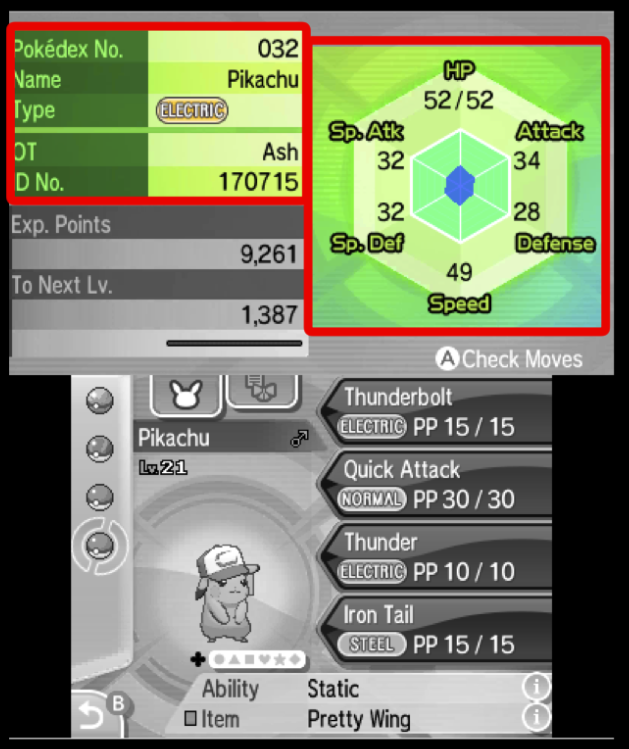 Pokédex No. 032
Name Pikachu
Type ELECTRIC
OT Ash
ID No. 170715
Exp. Points
9,261
To Next Lv.
1,387
HP
52/52
Sp. Atk Attack
32 34
32 28
Sp. Def Defense
49
Speed
A Check Moves
Pikachu ♂
Lv.21
Thunderbolt
ELECTRIC PP 15/15
Quick Attack
NORMAL PP 30/30
Thunder
ELECTRIC PP 10/10
Iron Tail
STEEL PP 15/15
Ability Static
Item Pretty Wing
B